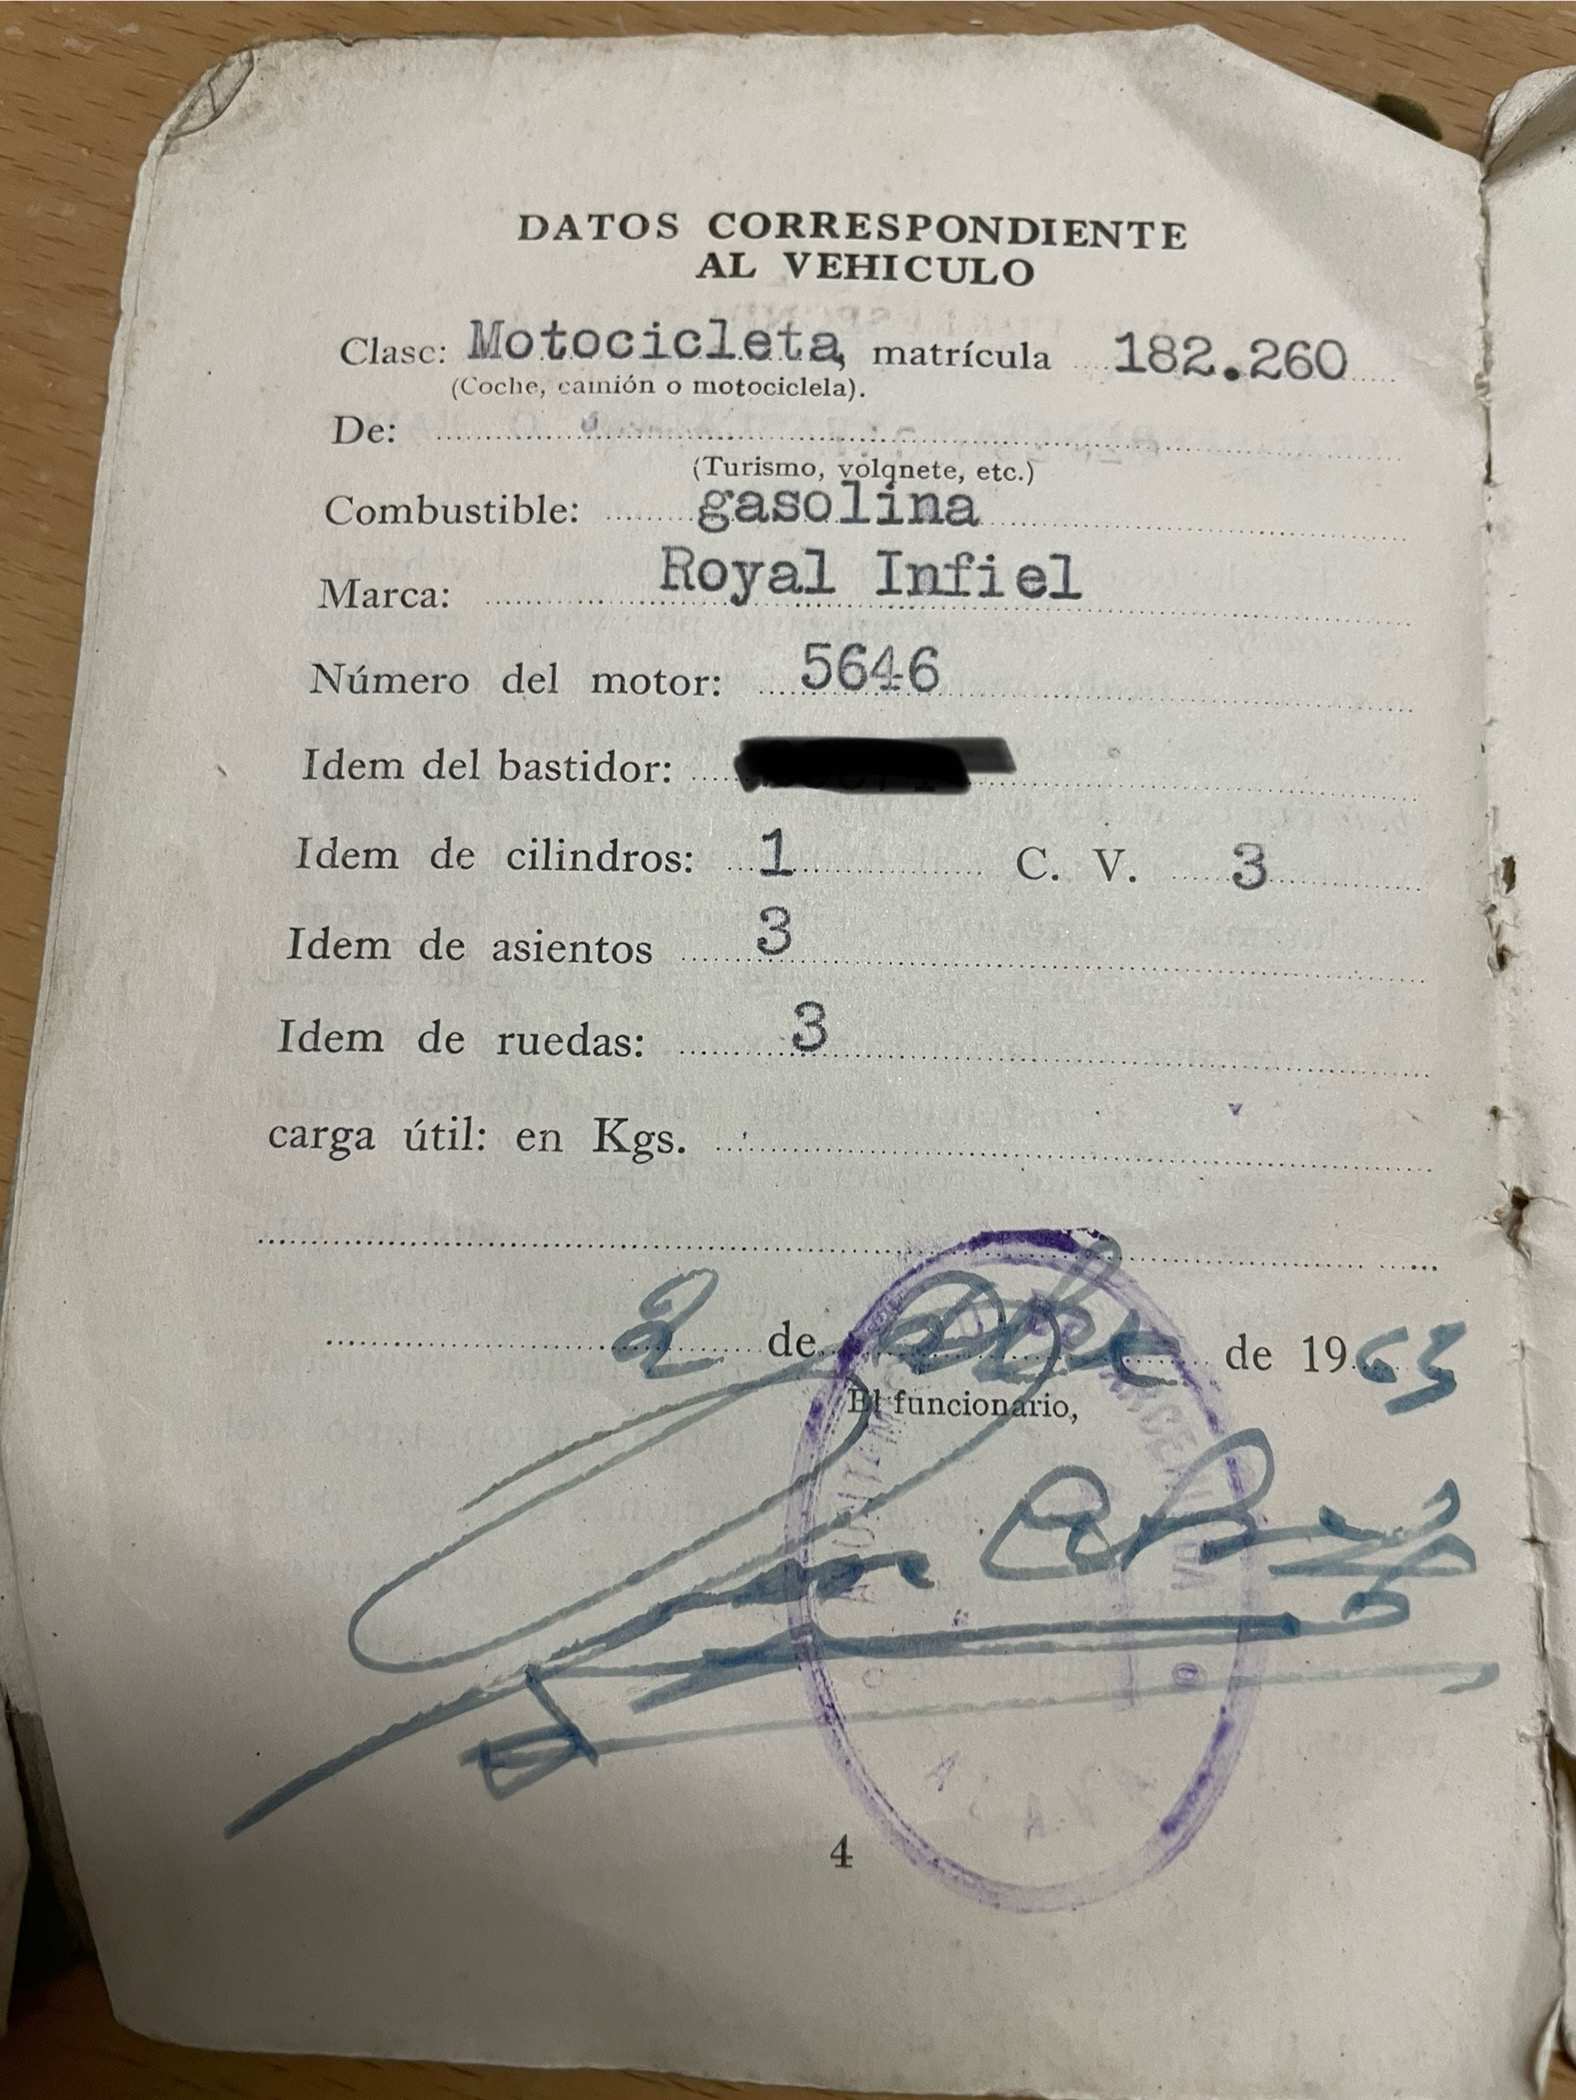 DATOS CORRESPONDIENTE
AL VEHICULO
Clase: Motocicleta, matrícula 182.260
(Coche, camión o motociclela).
De:
(Turismo, volqnete, etc.)
Combustible: gasolina
Marca: Royal Infiel
Número del motor: 5646
Idem del bastidor:
Idem de cilindros: 1 C. V. 3
Idem de asientos 3
Idem de ruedas: 3
carga útil: en Kgs.
2 de Dbre de 1963
El funcionario,
4